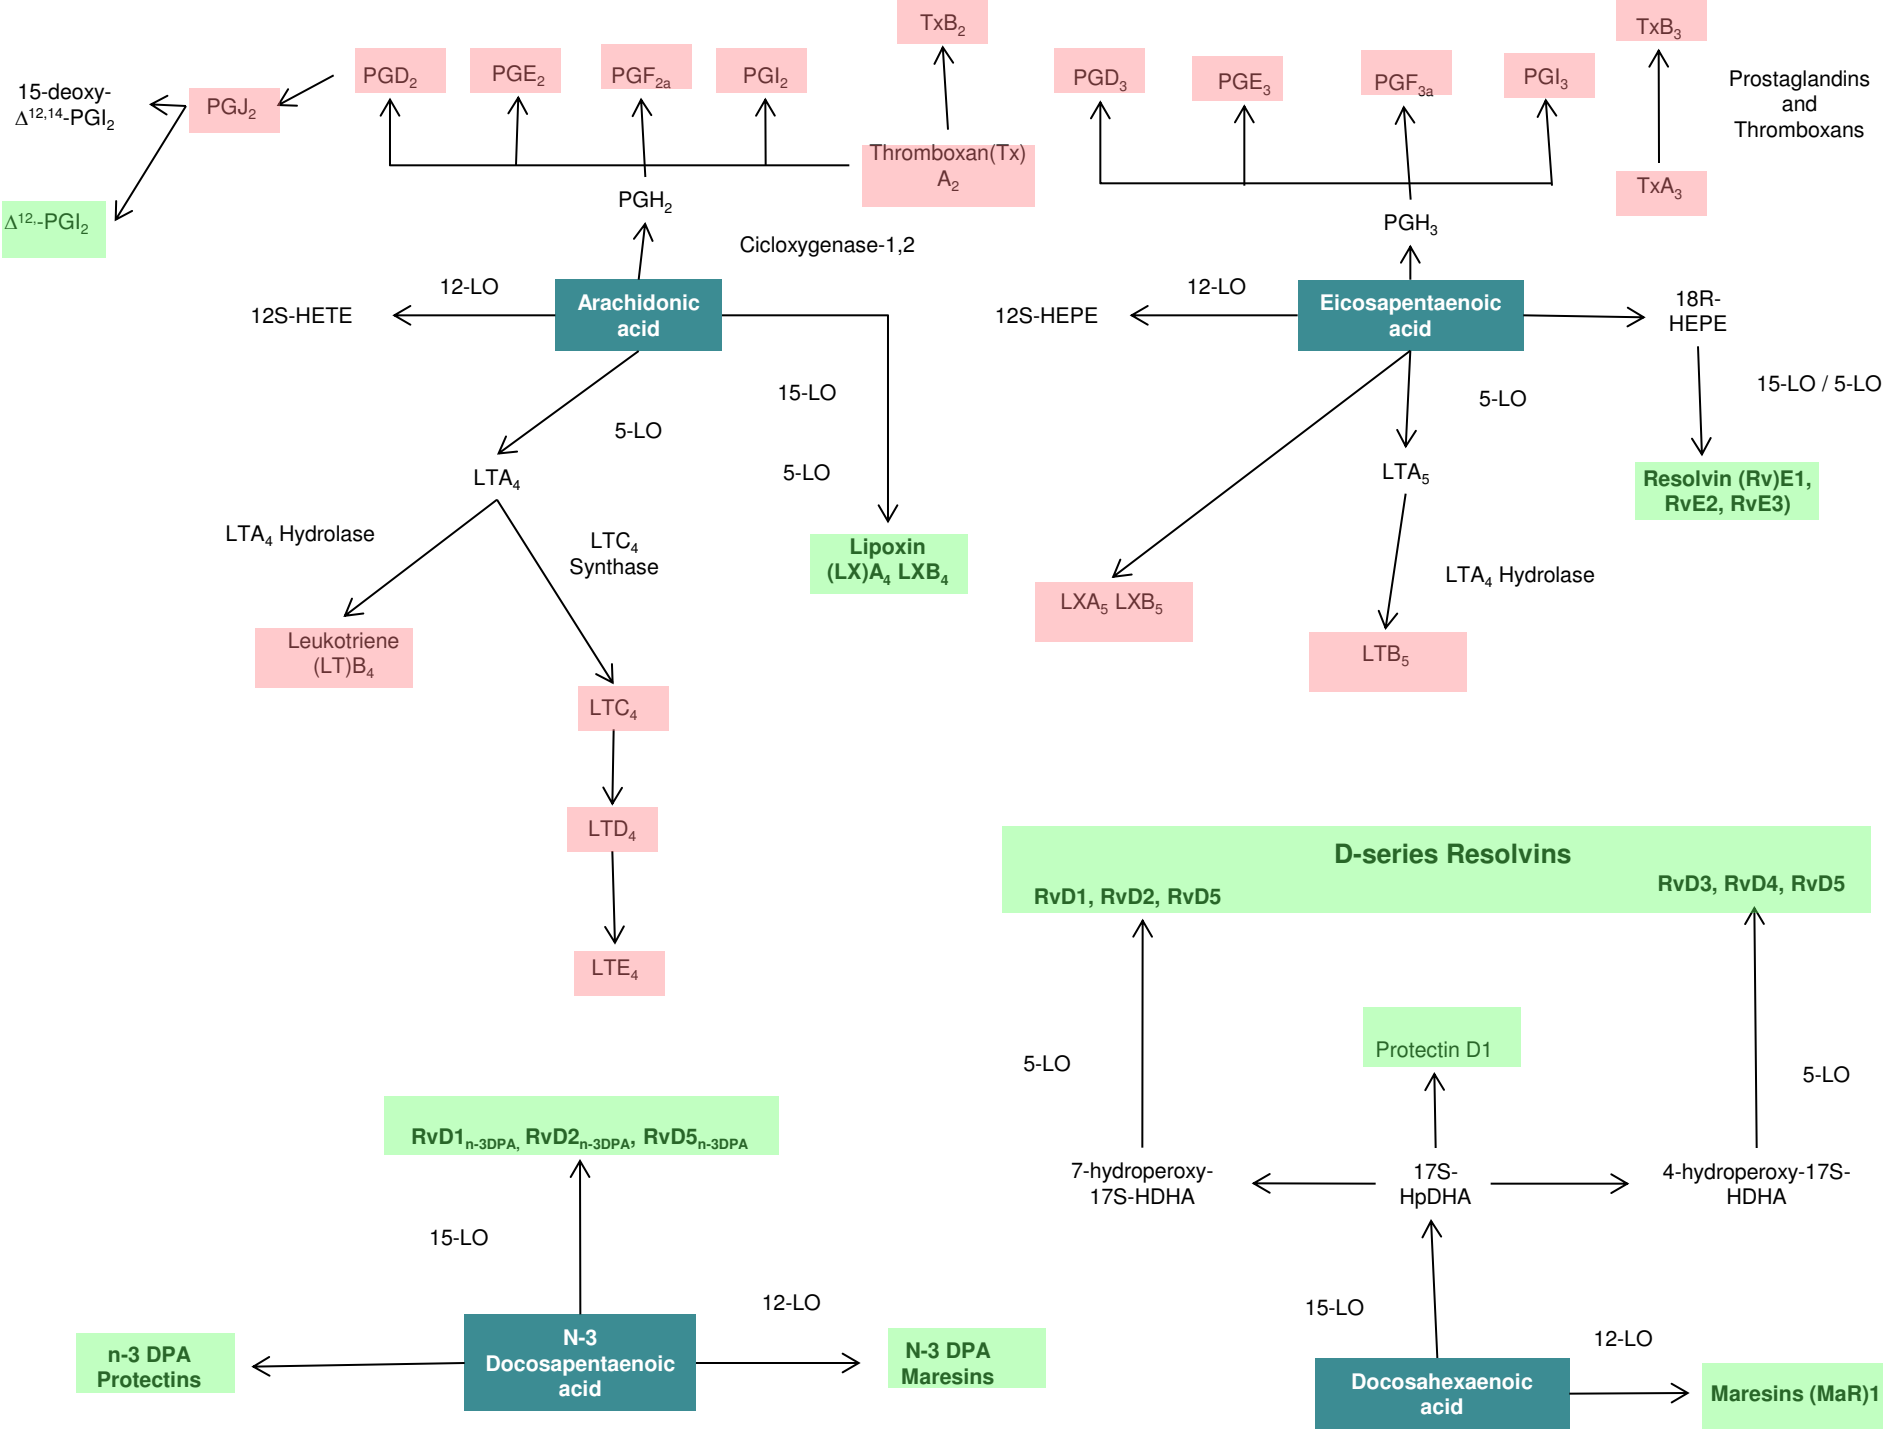 TxB2
PGD2
PGE2
PGF2a
PGI2
15-deoxy-
Δ12,14-PGI2
PGJ2
Thromboxan(Tx)
A2
Δ12,-PGI2
PGH2
Cicloxygenase-1,2
12-LO
12S-HETE
Arachidonic
acid
15-LO
5-LO
5-LO
LTA4
LTA4 Hydrolase
LTC4
Synthase
Lipoxin
(LX)A4 LXB4
Leukotriene
(LT)B4
LTC4
LTD4
LTE4
TxB3
PGD3
PGE3
PGF3a
PGI3
Prostaglandins
and
Thromboxans
TxA3
PGH3
12-LO
12S-HEPE
Eicosapentaenoic
acid
18R-
HEPE
15-LO / 5-LO
5-LO
LTA5
Resolvin (Rv)E1,
RvE2, RvE3)
LTA4 Hydrolase
LXA5 LXB5
LTB5
D-series Resolvins
RvD1, RvD2, RvD5
RvD3, RvD4, RvD5
Protectin D1
5-LO
5-LO
7-hydroperoxy-
17S-HDHA
17S-
HpDHA
4-hydroperoxy-17S-
HDHA
15-LO
12-LO
Docosahexaenoic
acid
Maresins (MaR)1
RvD1n-3DPA, RvD2n-3DPA, RvD5n-3DPA
15-LO
12-LO
n-3 DPA
Protectins
N-3
Docosapentaenoic
acid
N-3 DPA
Maresins